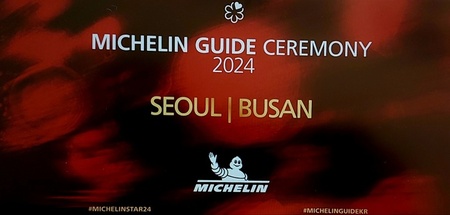 MICHELIN GUIDE CEREMONY
2024
SEOUL | BUSAN
MICHELIN
#MICHELINSTAR24 #MICHELINGUIDEKR